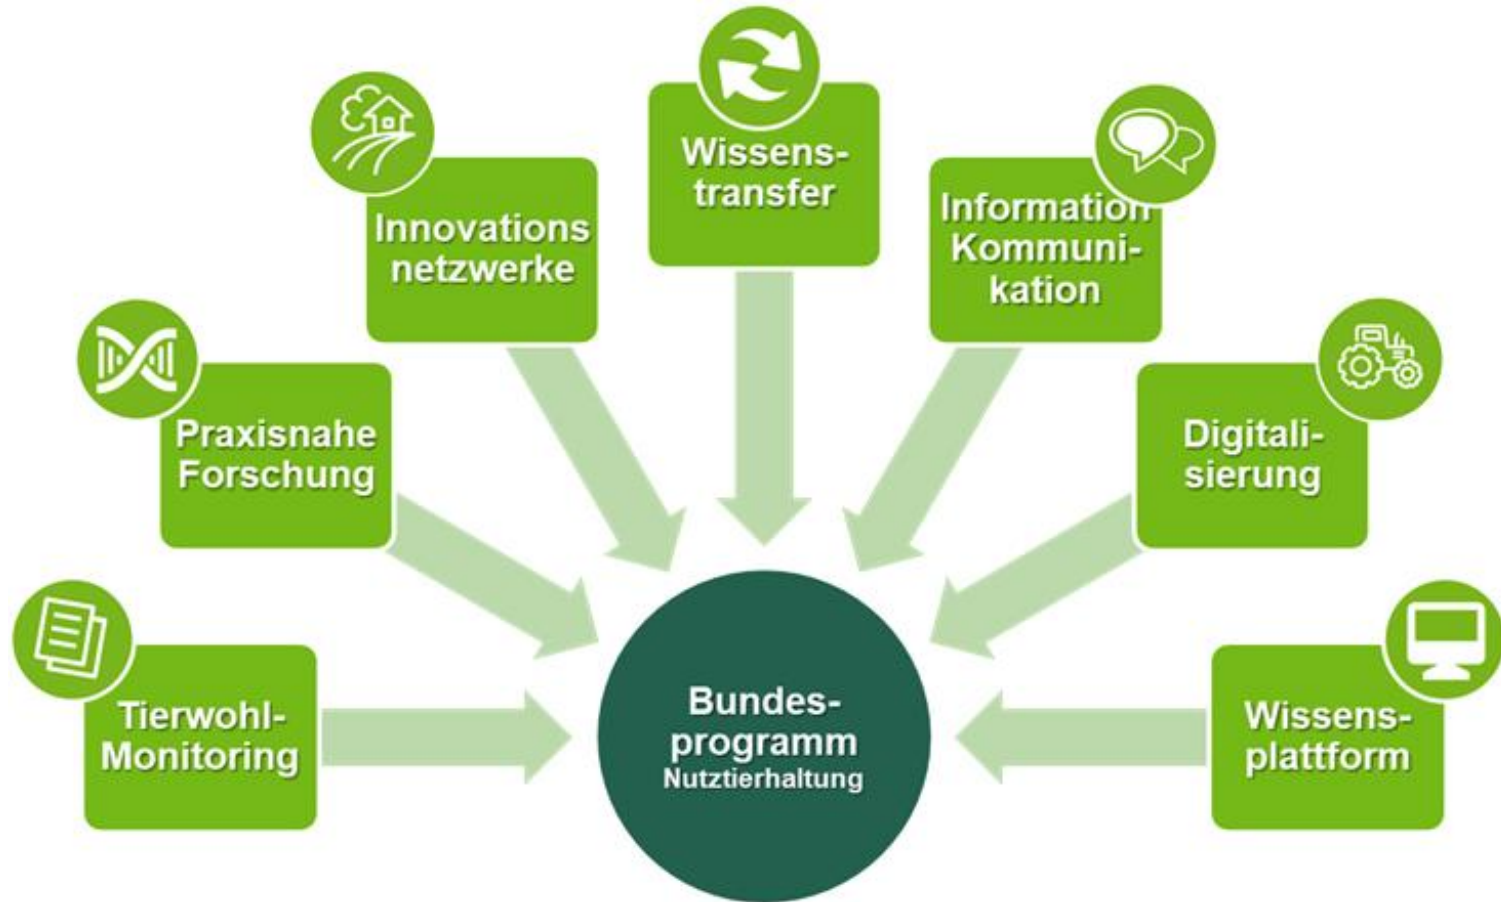 Wissens-
transfer
Innovations
netzwerke
Information
Kommuni-
kation
Praxisnahe
Forschung
Digitali-
sierung
Tierwohl-
Monitoring
Bundes-
programm
Nutztierhaltung
Wissens-
plattform